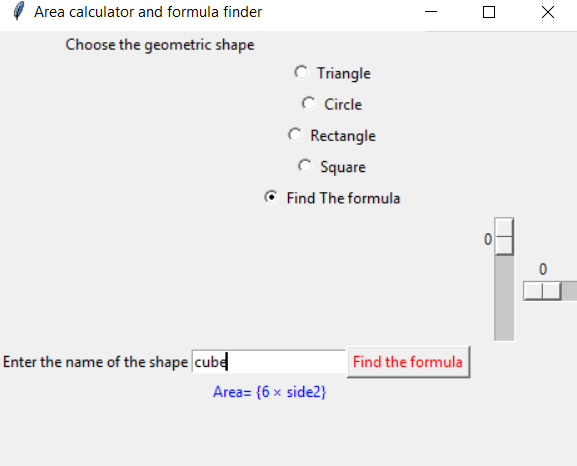 Area calculator and formula finder
Choose the geometric shape
Triangle
Circle
Rectangle
Square
Find The formula
0
0
Enter the name of the shape cube Find the formula
Area= {6 × side2}